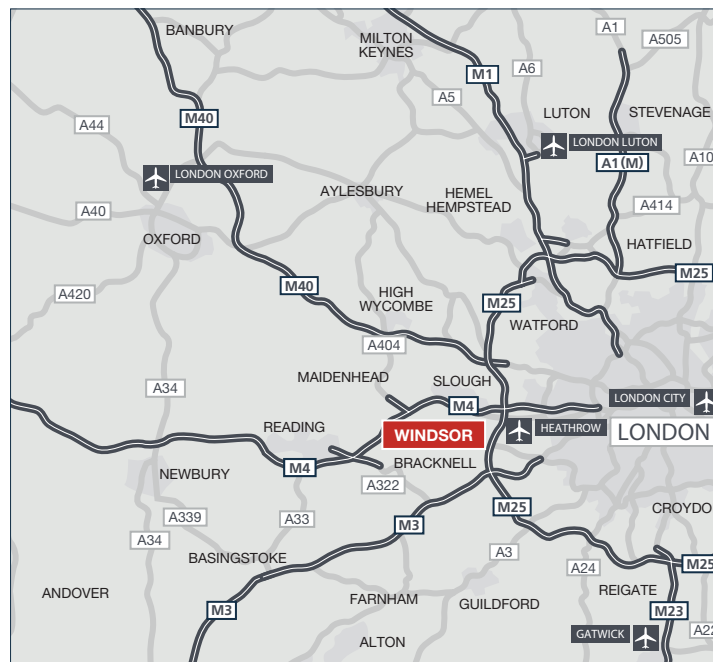 BANBURY
A1
A505
MILTON
KEYNES
M1
A6
A5
LUTON
STEVENAGE
A44
M40
LONDON LUTON
A1(M)
A10
LONDON OXFORD
AYLESBURY
HEMEL
HEMPSTEAD
A414
A40
OXFORD
HATFIELD
M25
A420
M40
HIGH
WYCOMBE
M25
WATFORD
A404
A34
MAIDENHEAD
SLOUGH
M4
LONDON CITY
READING
WINDSOR
HEATHROW
LONDON
M4
BRACKNELL
NEWBURY
A322
M25
CROYDO
A339
A33
M3
A34
BASINGSTOKE
A3
A24
M25
ANDOVER
REIGATE
FARNHAM
GUILDFORD
M3
M23
GATWICK
A22
ALTON